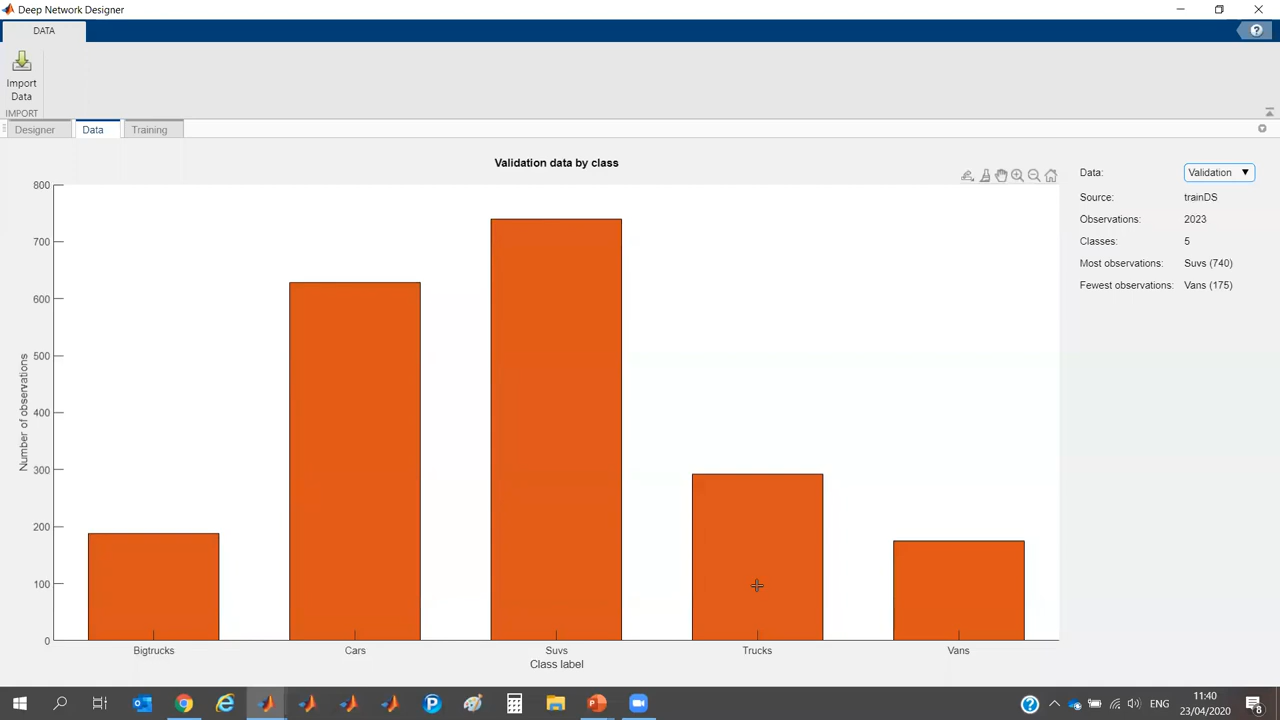 Deep Network Designer
DATA
Import
Data
IMPORT
Designer
Data
Training
Validation data by class
Data: Validation
Source: trainDS
Observations: 2023
Classes: 5
Most observations: Suvs (740)
Fewest observations: Vans (175)
Number of observations
800
700
600
500
400
300
200
100
0
Bigtrucks Cars Suvs Trucks Vans
Class label
ENG
11:40
23/04/2020
8